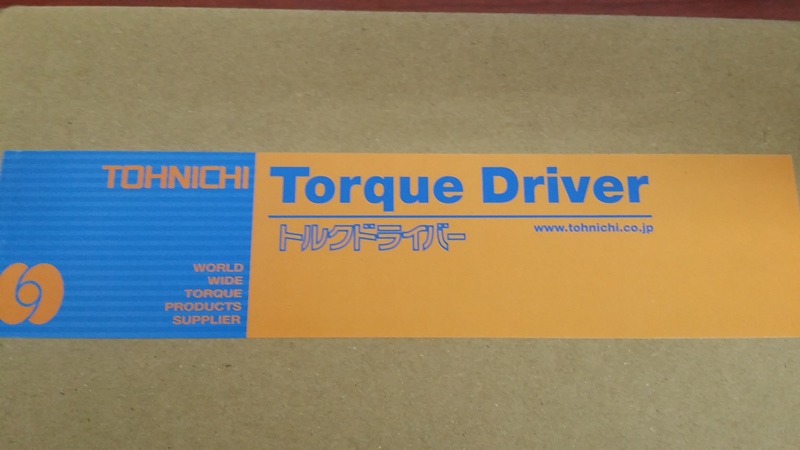 TOHNICHI
WORLD
WIDE
TORQUE
PRODUCTS
SUPPLIER
Torque Driver
トルクドライバー
www.tohnichi.co.jp